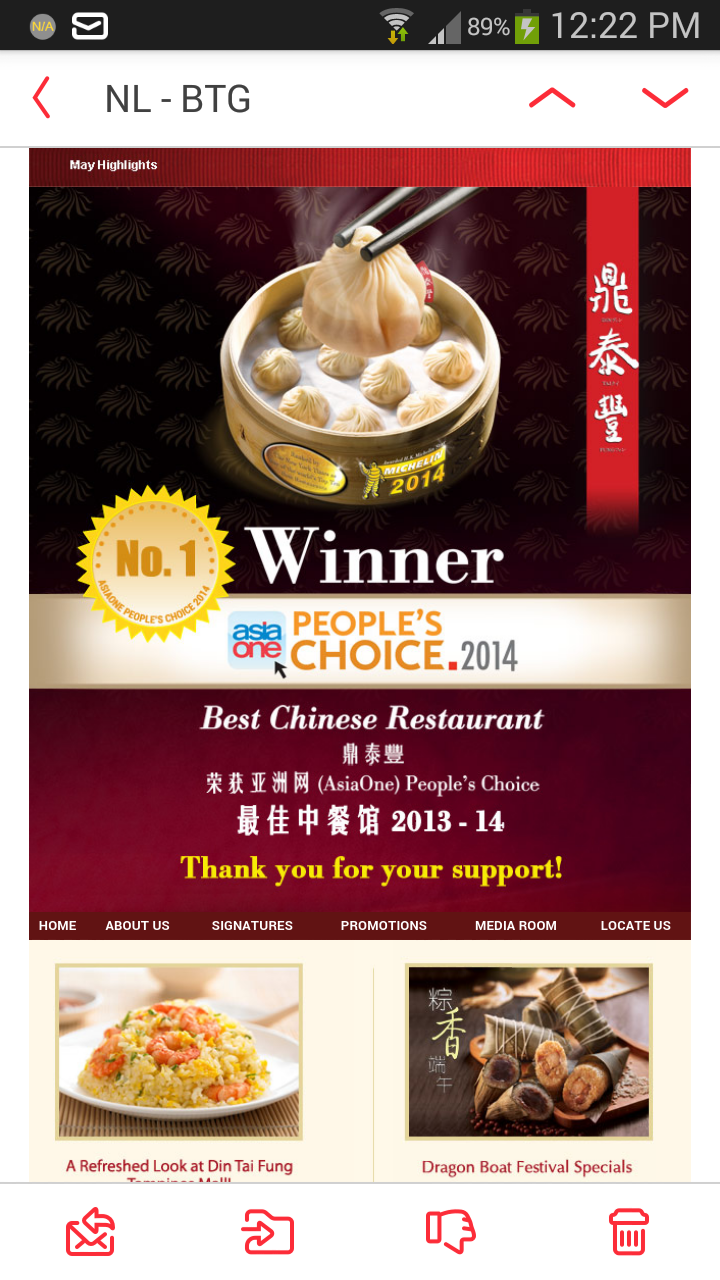 N/A
89%
12:22 PM
NL - BTG
May Highlights
鼎
泰
豐
MICHELIN
2014
No. 1
ASIAONE PEOPLE'S CHOICE 2014
Winner
asia
one
PEOPLE'S
CHOICE.2014
Best Chinese Restaurant
鼎泰豐
荣获亚洲网 (AsiaOne) People's Choice
最佳中餐馆 2013 - 14
Thank you for your support!
HOME ABOUT US SIGNATURES PROMOTIONS MEDIA ROOM LOCATE US
粽
香
端
午
A Refreshed Look at Din Tai Fung
Dragon Boat Festival Specials